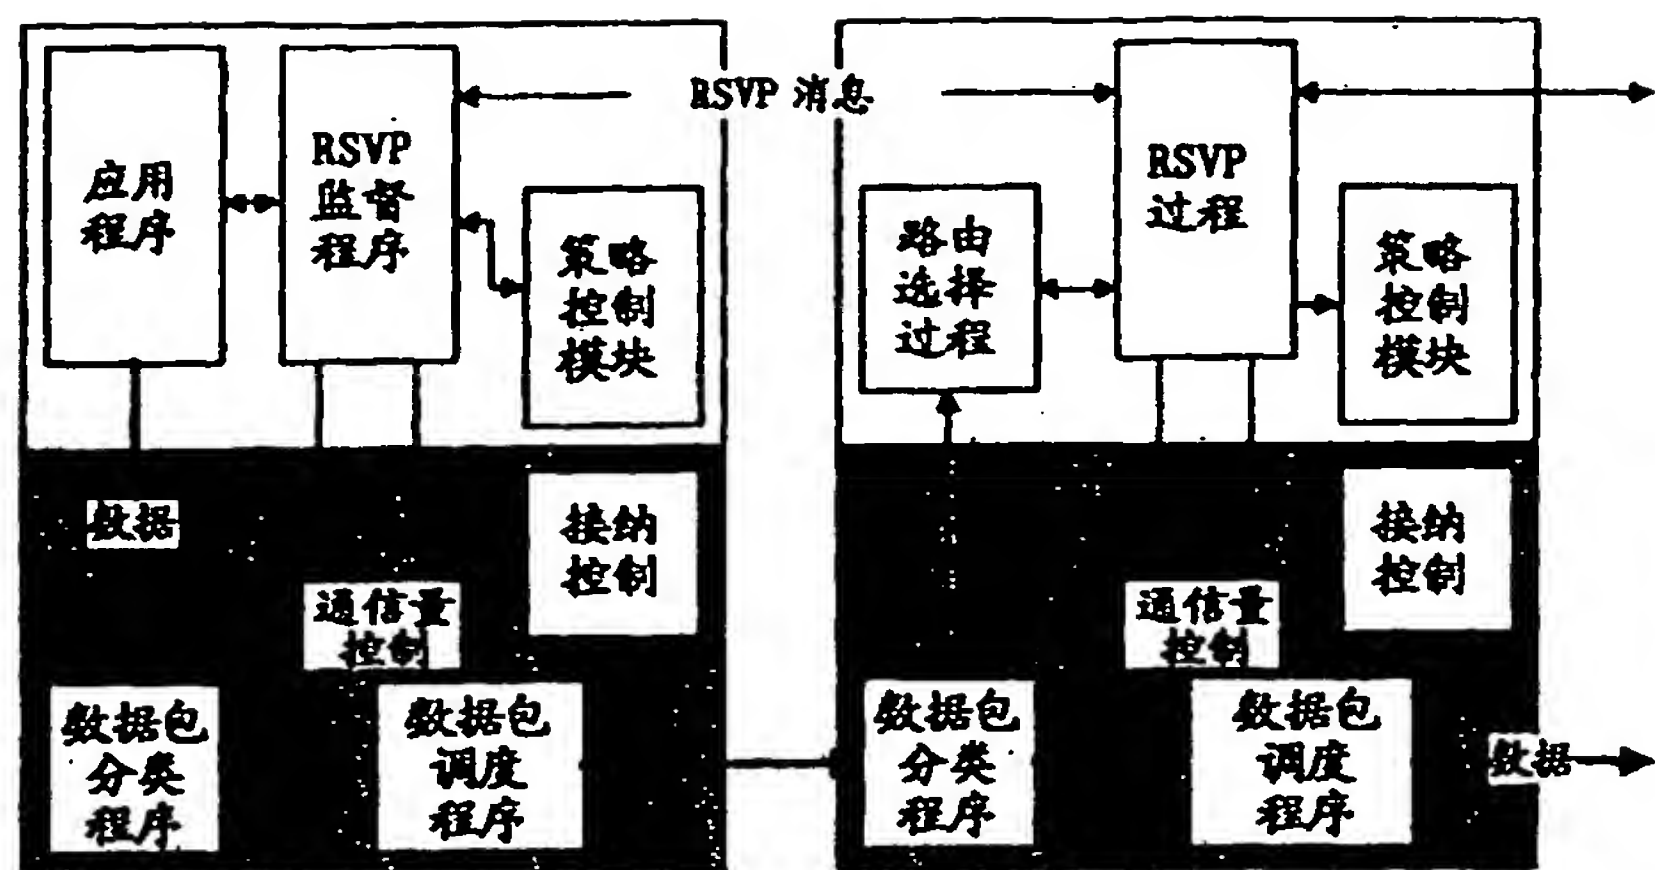 RSVP 消息
应用
程序
RSVP
监督
程序
策略
控制
模块
数据
接纳
控制
通信量
控制
数据包
分类
程序
数据包
调度
程序
RSVP
过程
路由
选择
过程
策略
控制
模块
接纳
控制
通信量
控制
数据包
分类
程序
数据包
调度
程序
数据